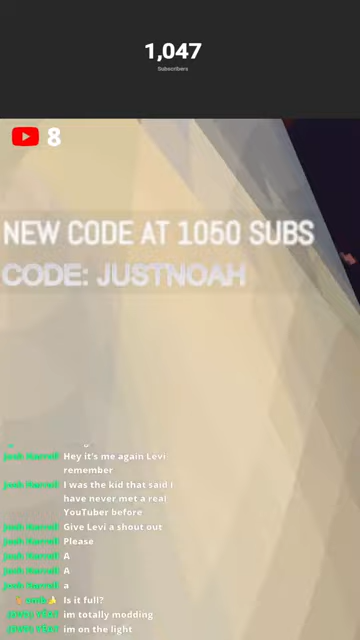 1,047
Subscribers
8
NEW CODE AT 1050 SUBS
CODE: JUSTNOAH
Hey it's me again Levi
remember
I was the kid that said I
have never met a real
YouTuber before
Give Levi a shout out
Please
A
A
a
Is it full?
im totally modding
im on the light